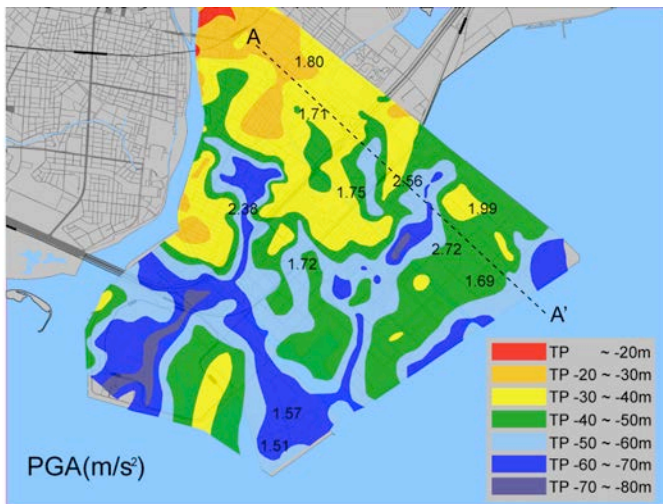 A
1.80
1.71
1.75
2.56
2.38
1.99
2.72
1.72
1.69
A'
1.57
1.51
PGA(m/s²)
TP ~ -20m
TP -20 ~ -30m
TP -30 ~ -40m
TP -40 ~ -50m
TP -50 ~ -60m
TP -60 ~ -70m
TP -70 ~ -80m